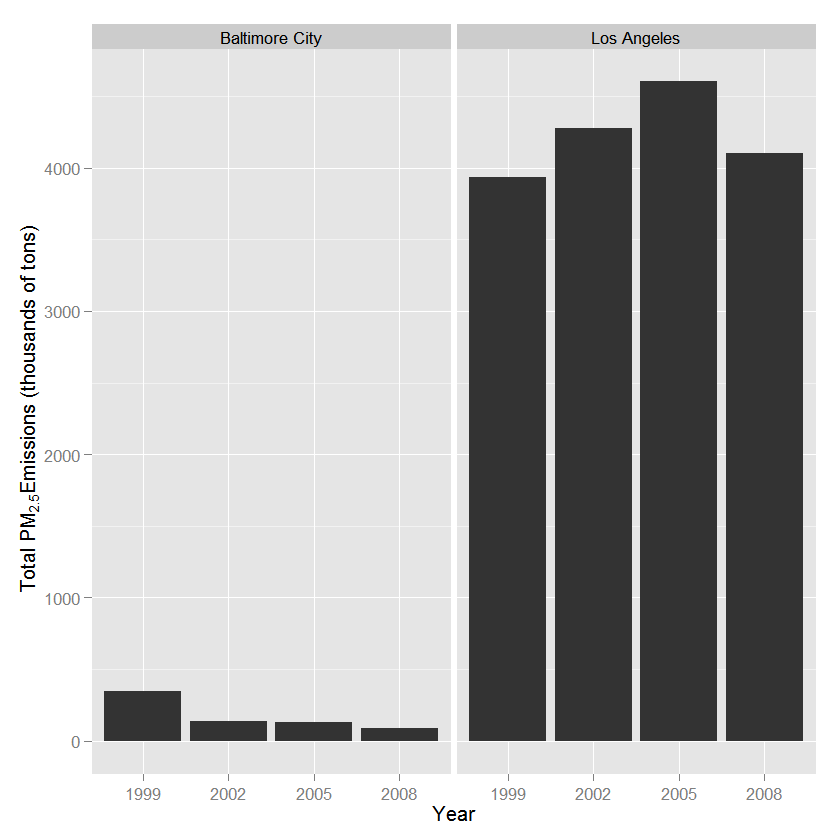 Baltimore City
Los Angeles
Total PM2.5Emissions (thousands of tons)
4000
3000
2000
1000
0
1999 2002 2005 2008
1999 2002 2005 2008
Year